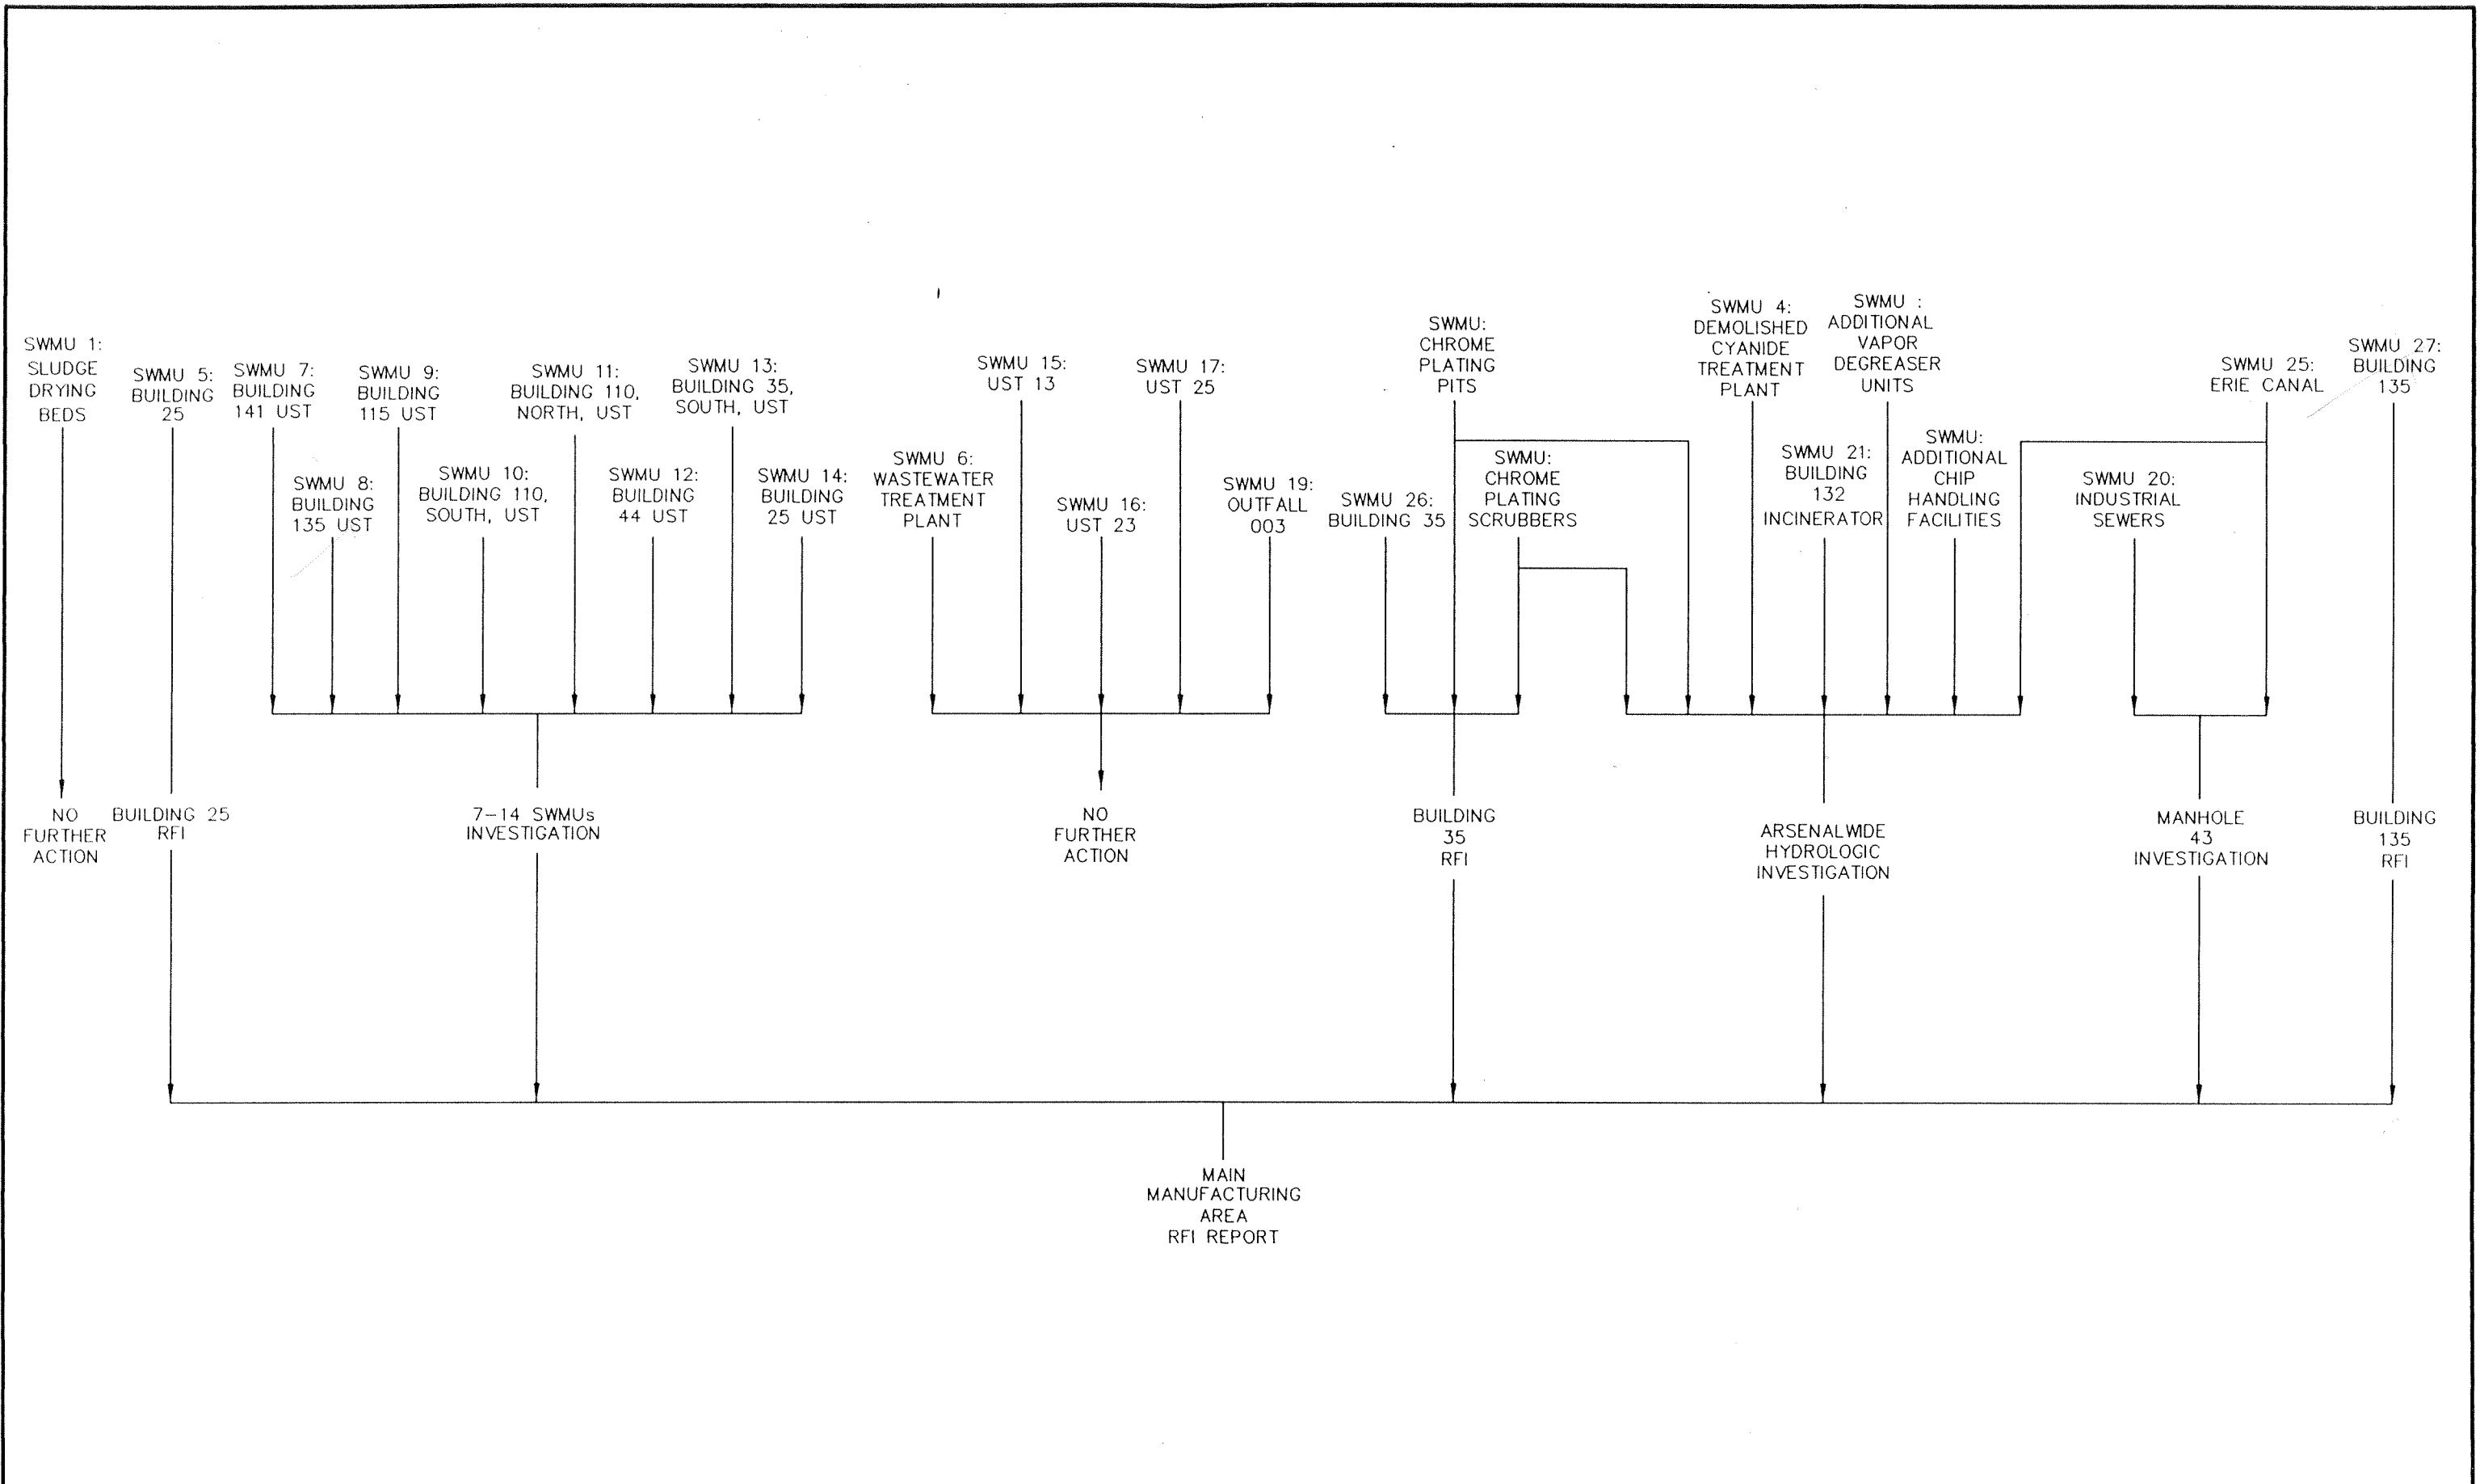 SWMU 1:
SLUDGE
DRYING
BEDS
SWMU 5:
BUILDING
25
SWMU 7:
BUILDING
141 UST
SWMU 8:
BUILDING
135 UST
SWMU 9:
BUILDING
115 UST
SWMU 10:
BUILDING 110,
SOUTH, UST
SWMU 11:
BUILDING 110,
NORTH, UST
SWMU 12:
BUILDING
44 UST
SWMU 13:
BUILDING 35,
SOUTH, UST
SWMU 14:
BUILDING
25 UST
SWMU 6:
WASTEWATER
TREATMENT
PLANT
SWMU 15:
UST 13
SWMU 16:
UST 23
SWMU 17:
UST 25
SWMU 19:
OUTFALL
003
SWMU 26:
BUILDING 35
SWMU:
CHROME
PLATING
PITS
SWMU:
CHROME
PLATING
SCRUBBERS
SWMU 4:
DEMOLISHED
CYANIDE
TREATMENT
PLANT
SWMU 21:
BUILDING
132
INCINERATOR
SWMU :
ADDITIONAL
VAPOR
DEGREASER
UNITS
SWMU:
ADDITIONAL
CHIP
HANDLING
FACILITIES
SWMU 20:
INDUSTRIAL
SEWERS
SWMU 25:
ERIE CANAL
SWMU 27:
BUILDING
135
NO
FURTHER
ACTION
BUILDING 25
RFI
7-14 SWMUs
INVESTIGATION
NO
FURTHER
ACTION
BUILDING
35
RFI
ARSENALWIDE
HYDROLOGIC
INVESTIGATION
MANHOLE
43
INVESTIGATION
BUILDING
135
RFI
MAIN
MANUFACTURING
AREA
RFI REPORT